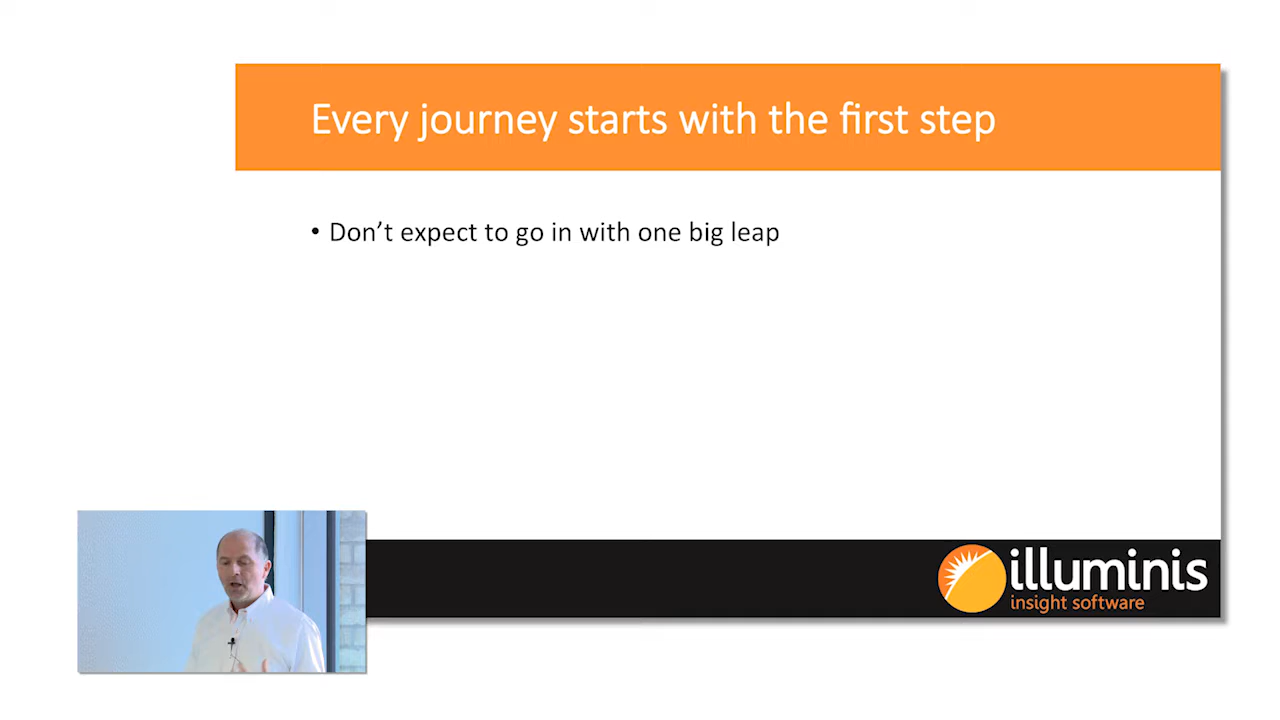 Every journey starts with the first step
• Don’t expect to go in with one big leap
illuminis
insight software